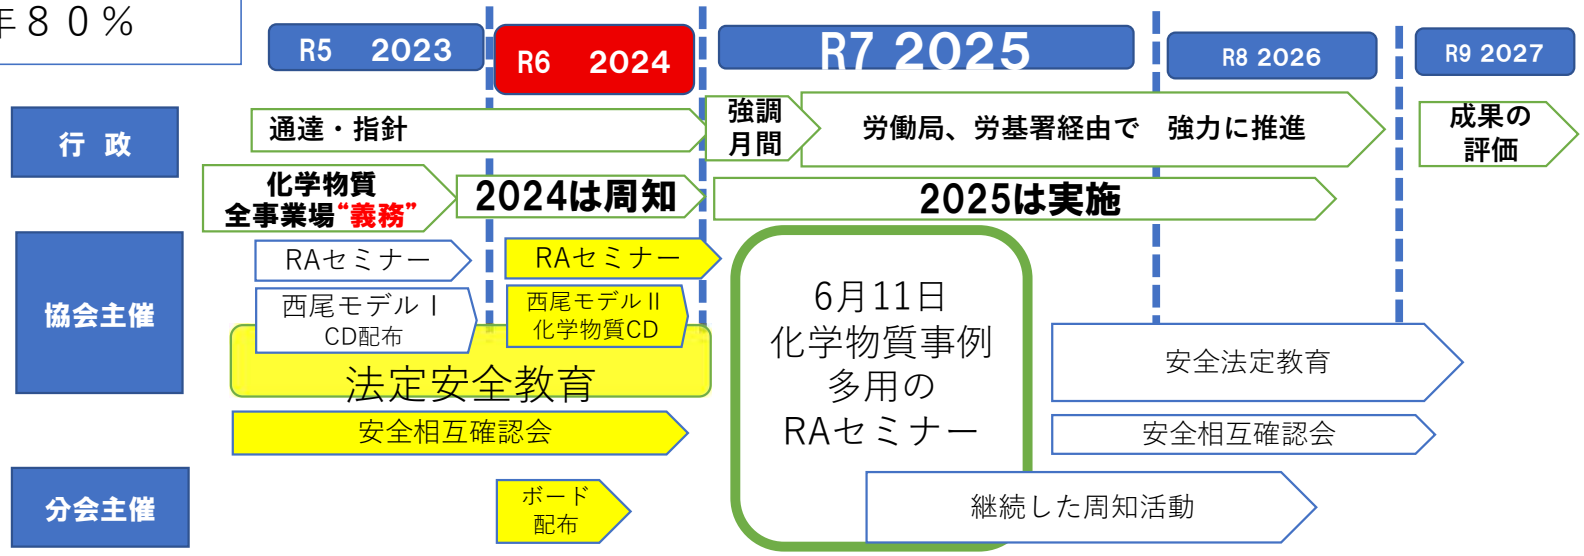 年８０％
R5　2023
R6　2024
R7 2025
R8 2026
R9 2027
行 政
通達・指針
強調
月間
労働局、労基署経由で　強力に推進
成果の
評価
化学物質
全事業場“義務”
2024は周知
2025は実施
協会主催
RAセミナー
RAセミナー
西尾モデルⅠ
CD配布
西尾モデルⅡ
化学物質CD
法定安全教育
安全相互確認会
6月11日
化学物質事例
多用の
RAセミナー
安全法定教育
安全相互確認会
分会主催
ボード
配布
継続した周知活動